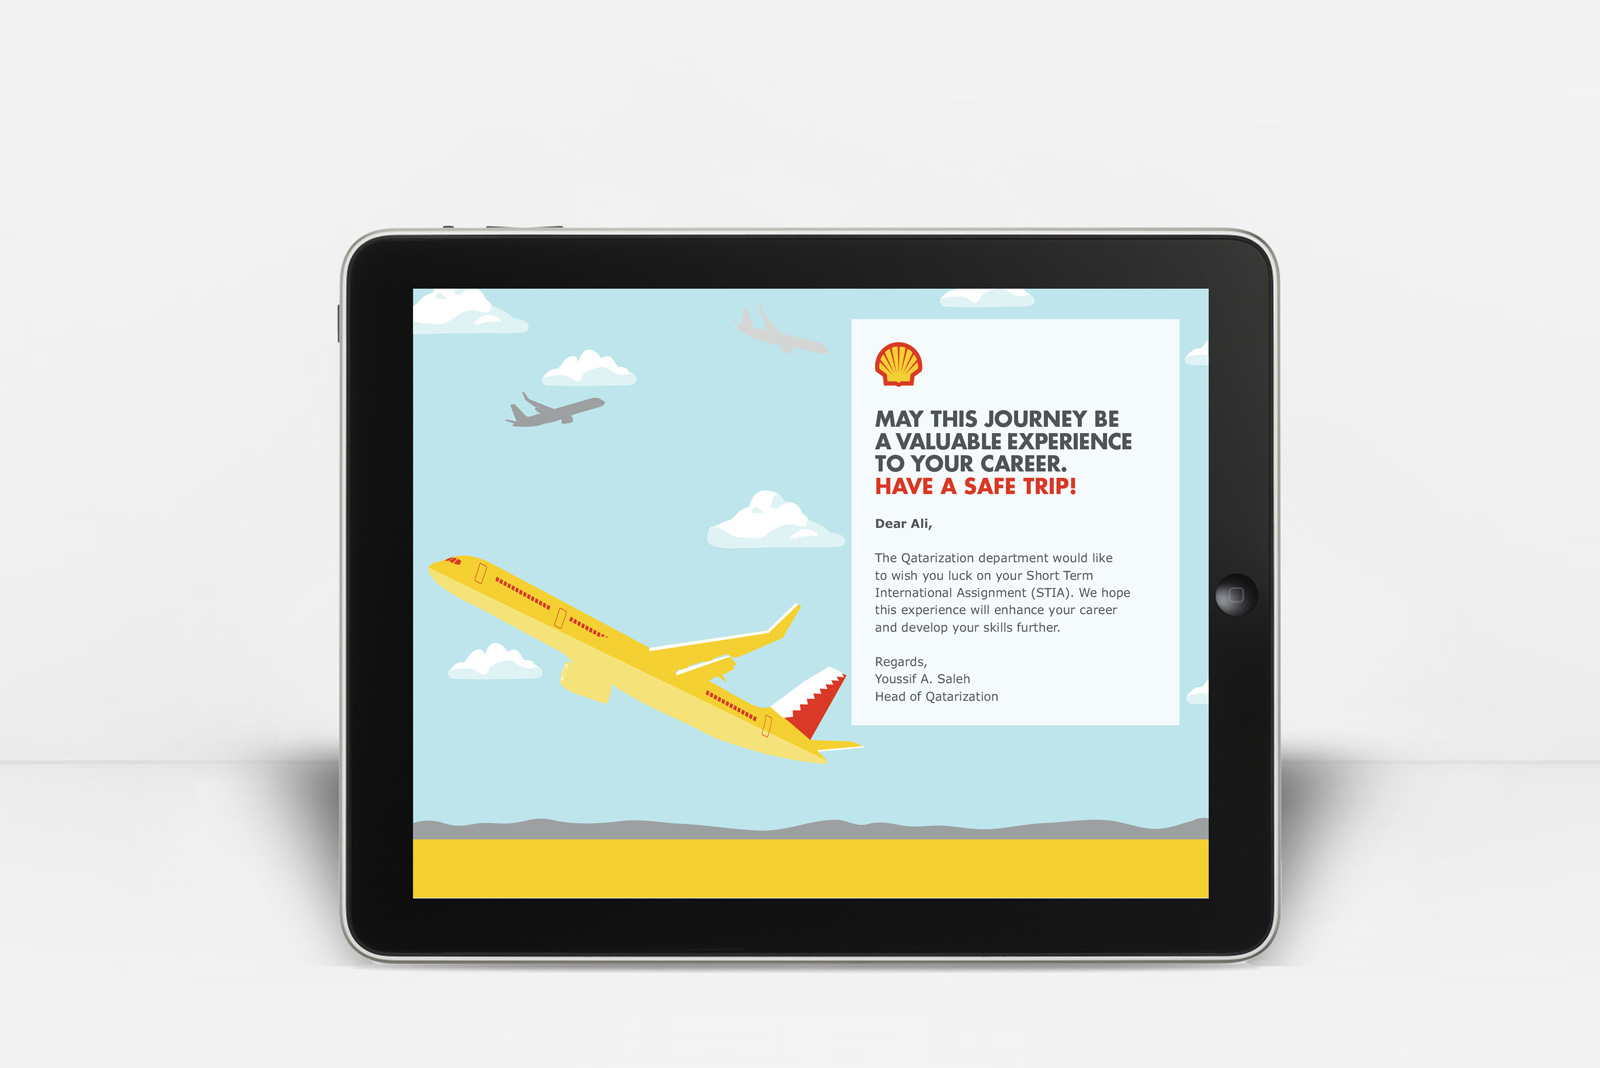 MAY THIS JOURNEY BE
A VALUABLE EXPERIENCE
TO YOUR CAREER.
HAVE A SAFE TRIP!
Dear Ali,
The Qatarization department would like
to wish you luck on your Short Term
International Assignment (STIA). We hope
this experience will enhance your career
and develop your skills further.
Regards,
Youssif A. Saleh
Head of Qatarization